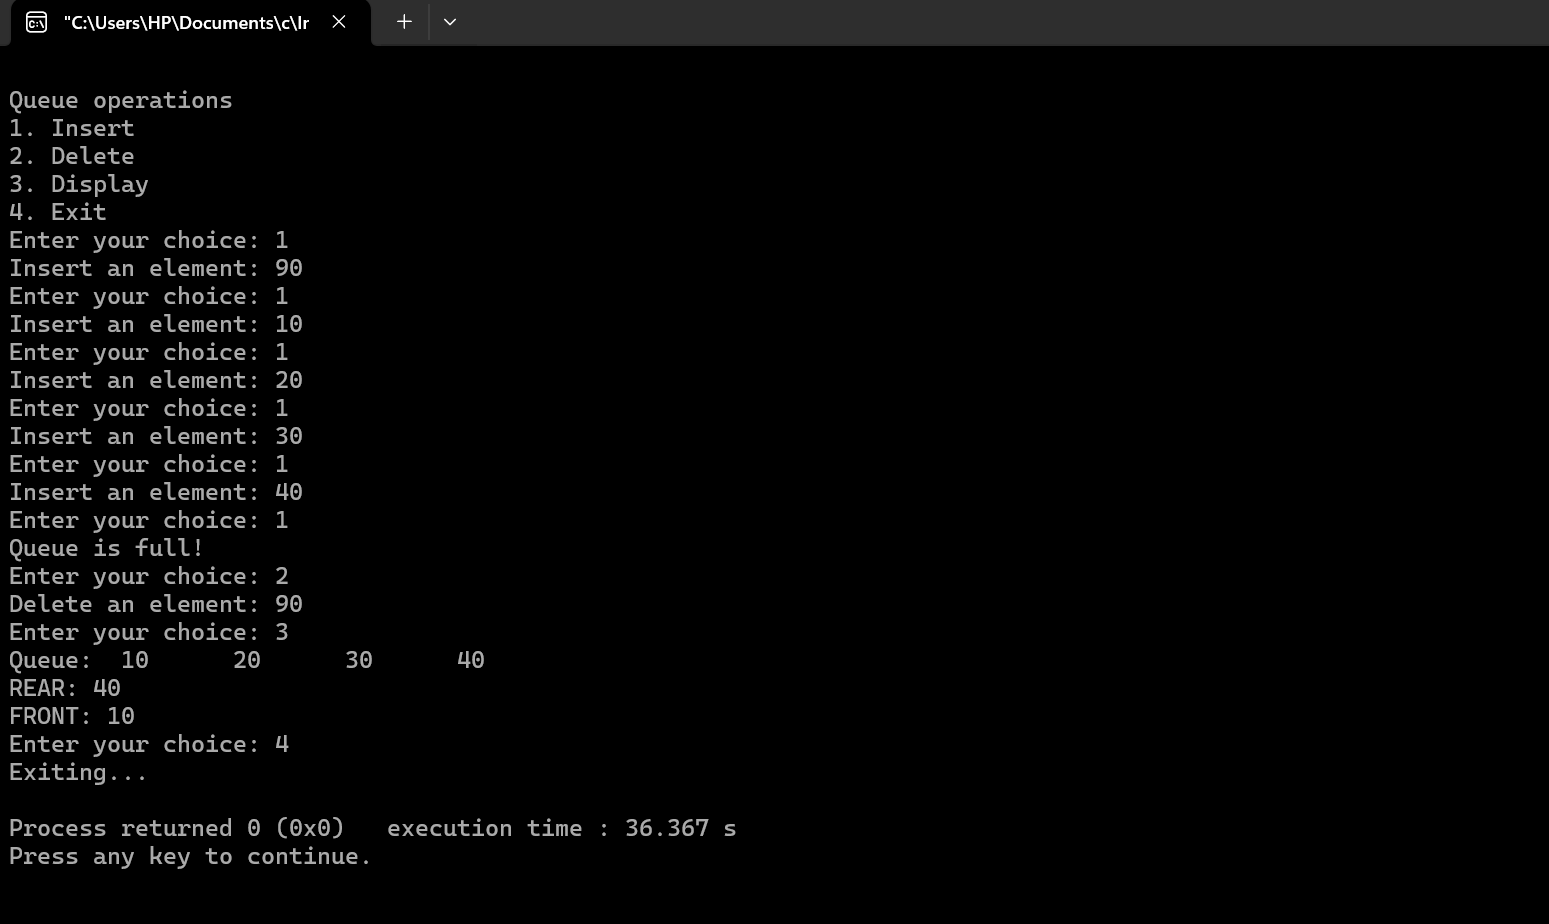 "C:\Users\HP\Documents\c\Ir
Queue operations
1. Insert
2. Delete
3. Display
4. Exit
Enter your choice: 1
Insert an element: 90
Enter your choice: 1
Insert an element: 10
Enter your choice: 1
Insert an element: 20
Enter your choice: 1
Insert an element: 30
Enter your choice: 1
Insert an element: 40
Enter your choice: 1
Queue is full!
Enter your choice: 2
Delete an element: 90
Enter your choice: 3
Queue:  10      20      30      40
REAR: 40
FRONT: 10
Enter your choice: 4
Exiting...
Process returned 0 (0x0)   execution time : 36.367 s
Press any key to continue.